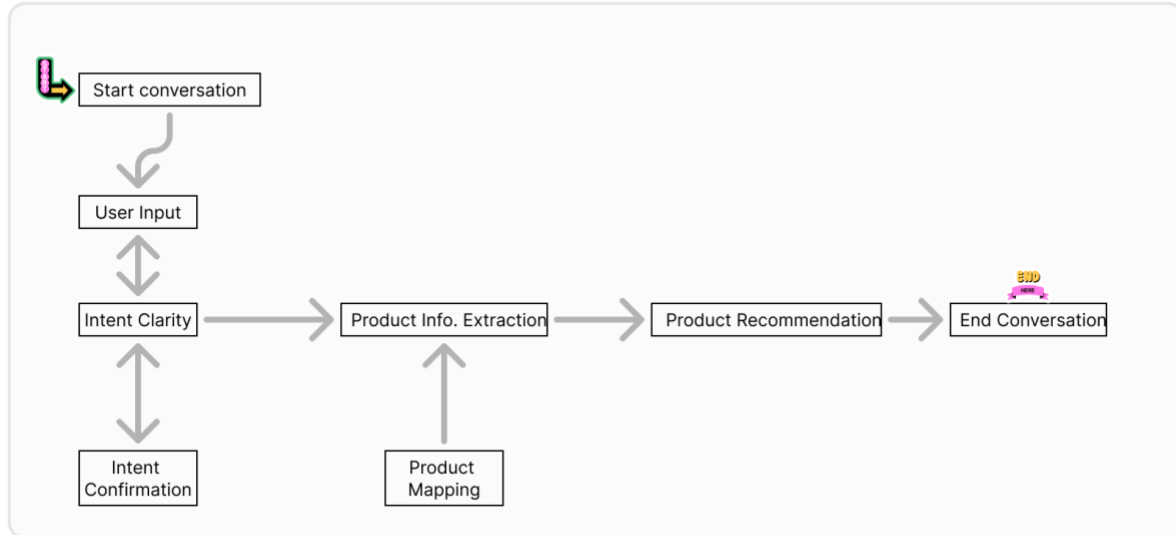 Start conversation
User Input
END
HERE
Intent Clarity
Product Info. Extraction
Product Recommendation
End Conversation
Intent
Confirmation
Product
Mapping